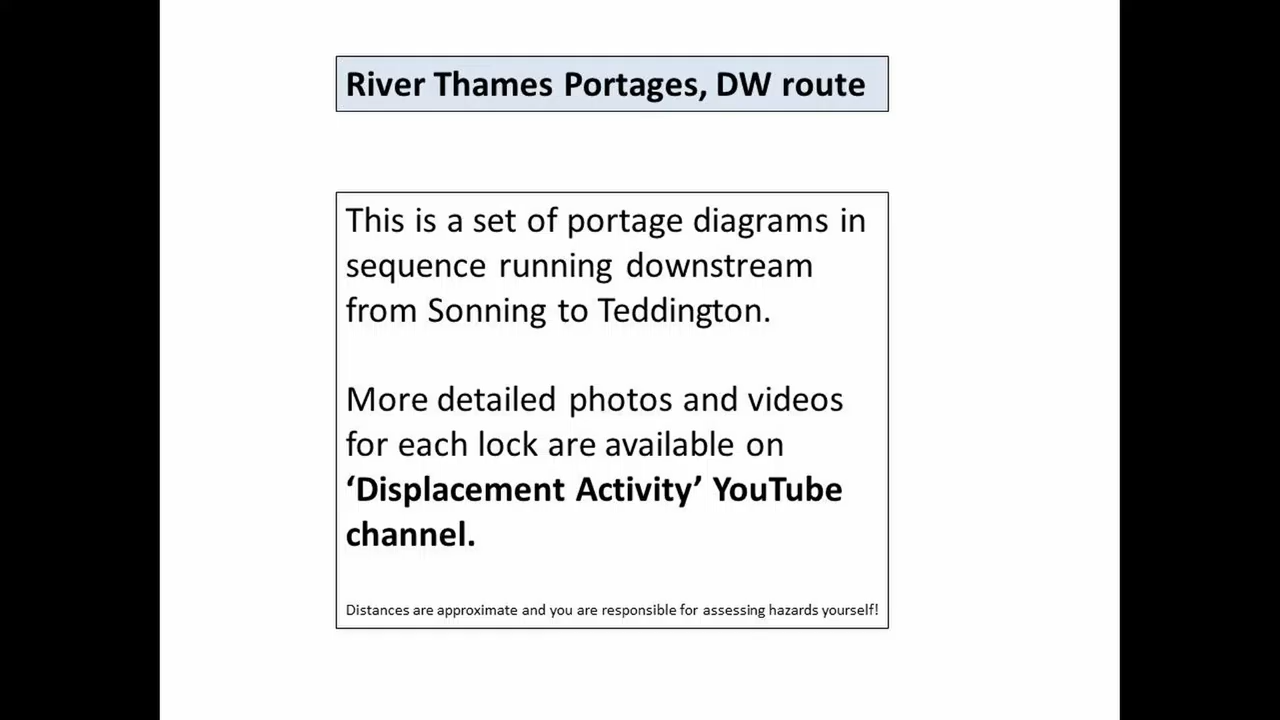 River Thames Portages, DW route
This is a set of portage diagrams in
sequence running downstream
from Sonning to Teddington.
More detailed photos and videos
for each lock are available on
‘Displacement Activity’ YouTube
channel.
Distances are approximate and you are responsible for assessing hazards yourself!